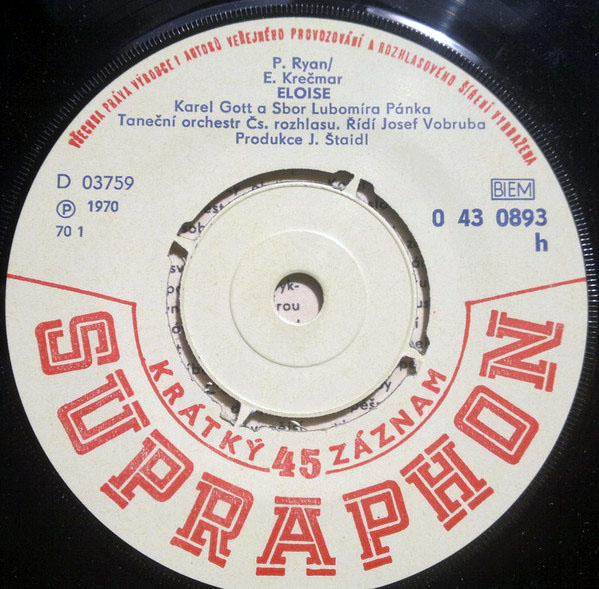 VŠECHNA PRÁVA VÝROBCE I AUTORŮ VEŘEJNÉHO PROVOZOVÁNÍ A ROZHLASOVÉHO ŠÍŘENÍ VYHRAŽENA
P. Ryan/
E. Krečmar
ELOISE
Karel Gott a Sbor Lubomíra Pánka
Taneční orchestr Čs. rozhlasu. Řídí Josef Vobruba
Produkce J. Štaidl
D 03759
Ⓟ 1970
70 1
BIEM
0 43 0893
h
KRÁTKÝ 45 ZÁZNAM
SUPRAPHON